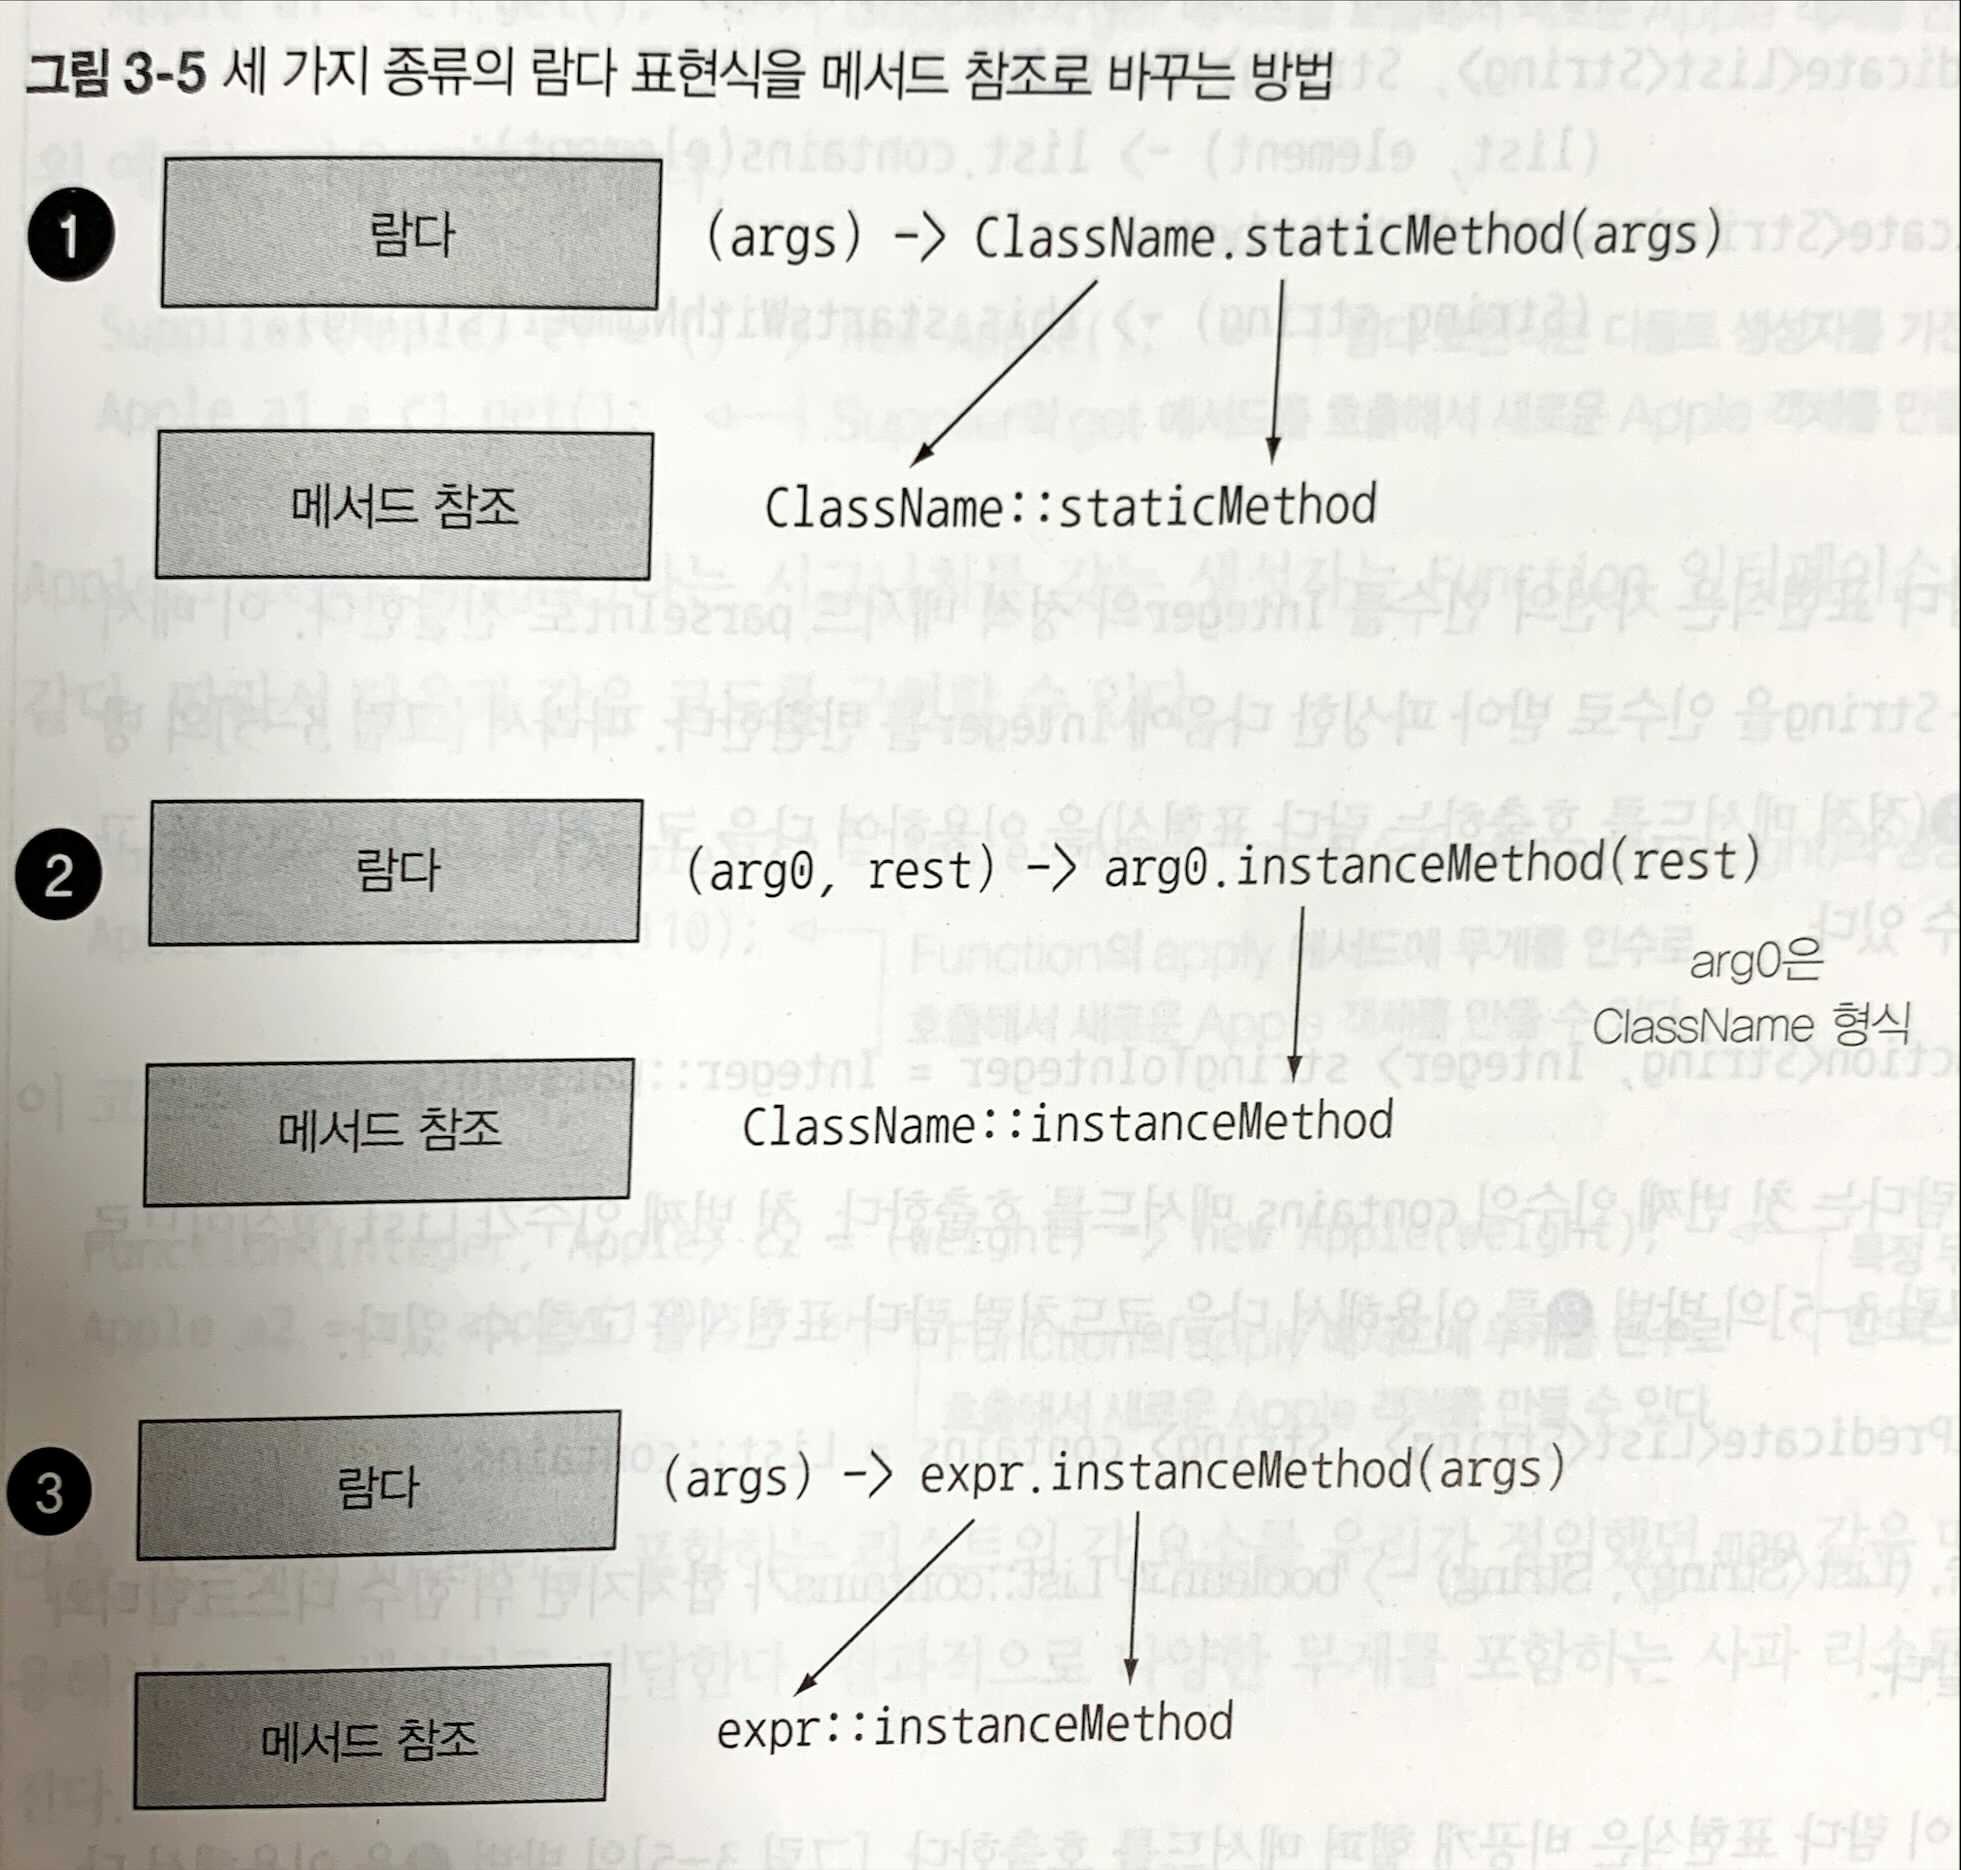 그림 3-5 세 가지 종류의 람다 표현식을 메서드 참조로 바꾸는 방법
1 람다 (args) -> ClassName.staticMethod(args)
메서드 참조 ClassName::staticMethod
2 람다 (arg0, rest) -> arg0.instanceMethod(rest)
arg0은
ClassName 형식
메서드 참조 ClassName::instanceMethod
3 람다 (args) -> expr.instanceMethod(args)
메서드 참조 expr::instanceMethod